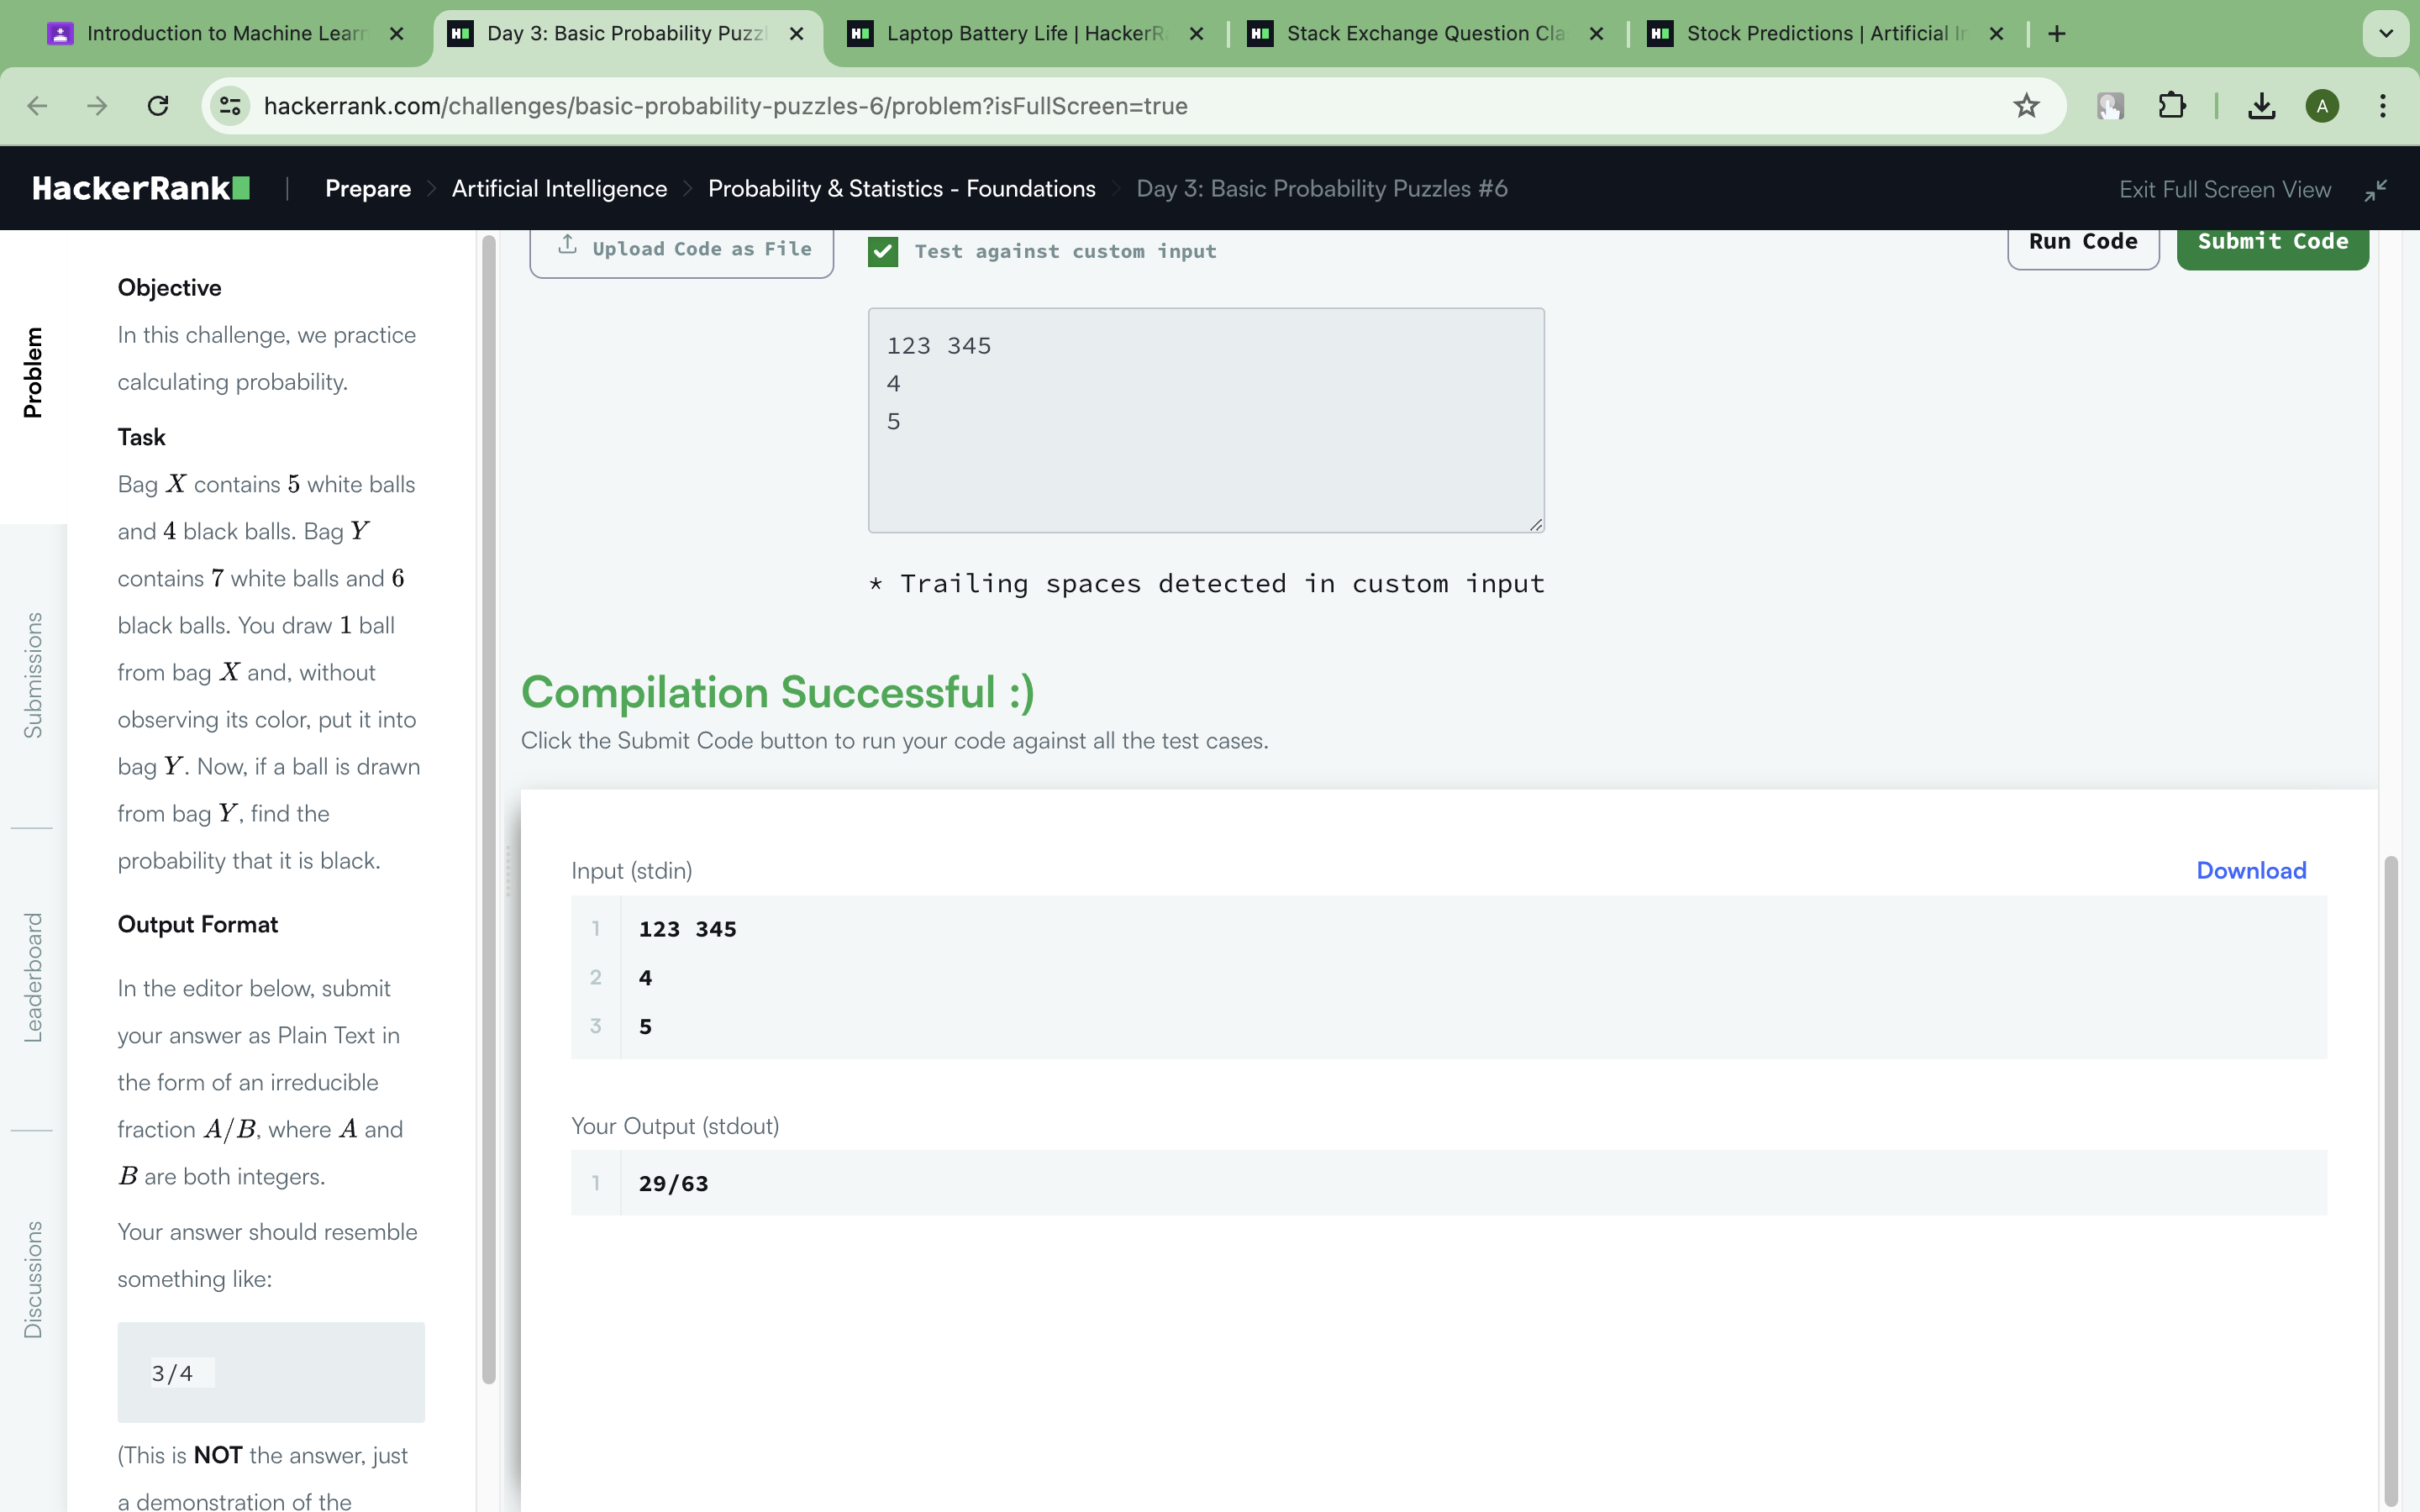 Introduction to Machine Learn
Day 3: Basic Probability Puzzl
Laptop Battery Life | HackerRa
Stack Exchange Question Cla
Stock Predictions | Artificial In
hackerrank.com/challenges/basic-probability-puzzles-6/problem?isFullScreen=true
A
HackerRank
Prepare
Artificial Intelligence
Probability & Statistics - Foundations
Day 3: Basic Probability Puzzles #6
Exit Full Screen View
Problem
Submissions
Leaderboard
Discussions
Objective
In this challenge, we practice
calculating probability.
Task
Bag X contains 5 white balls
and 4 black balls. Bag Y
contains 7 white balls and 6
black balls. You draw 1 ball
from bag X and, without
observing its color, put it into
bag Y. Now, if a ball is drawn
from bag Y, find the
probability that it is black.
Output Format
In the editor below, submit
your answer as Plain Text in
the form of an irreducible
fraction A/B, where A and
B are both integers.
Your answer should resemble
something like:
3/4
(This is NOT the answer, just
a demonstration of the
Upload Code as File
Test against custom input
Run Code
Submit Code
123 345
4
5
* Trailing spaces detected in custom input
Compilation Successful :)
Click the Submit Code button to run your code against all the test cases.
Input (stdin)
Download
1 123 345
2 4
3 5
Your Output (stdout)
1 29/63